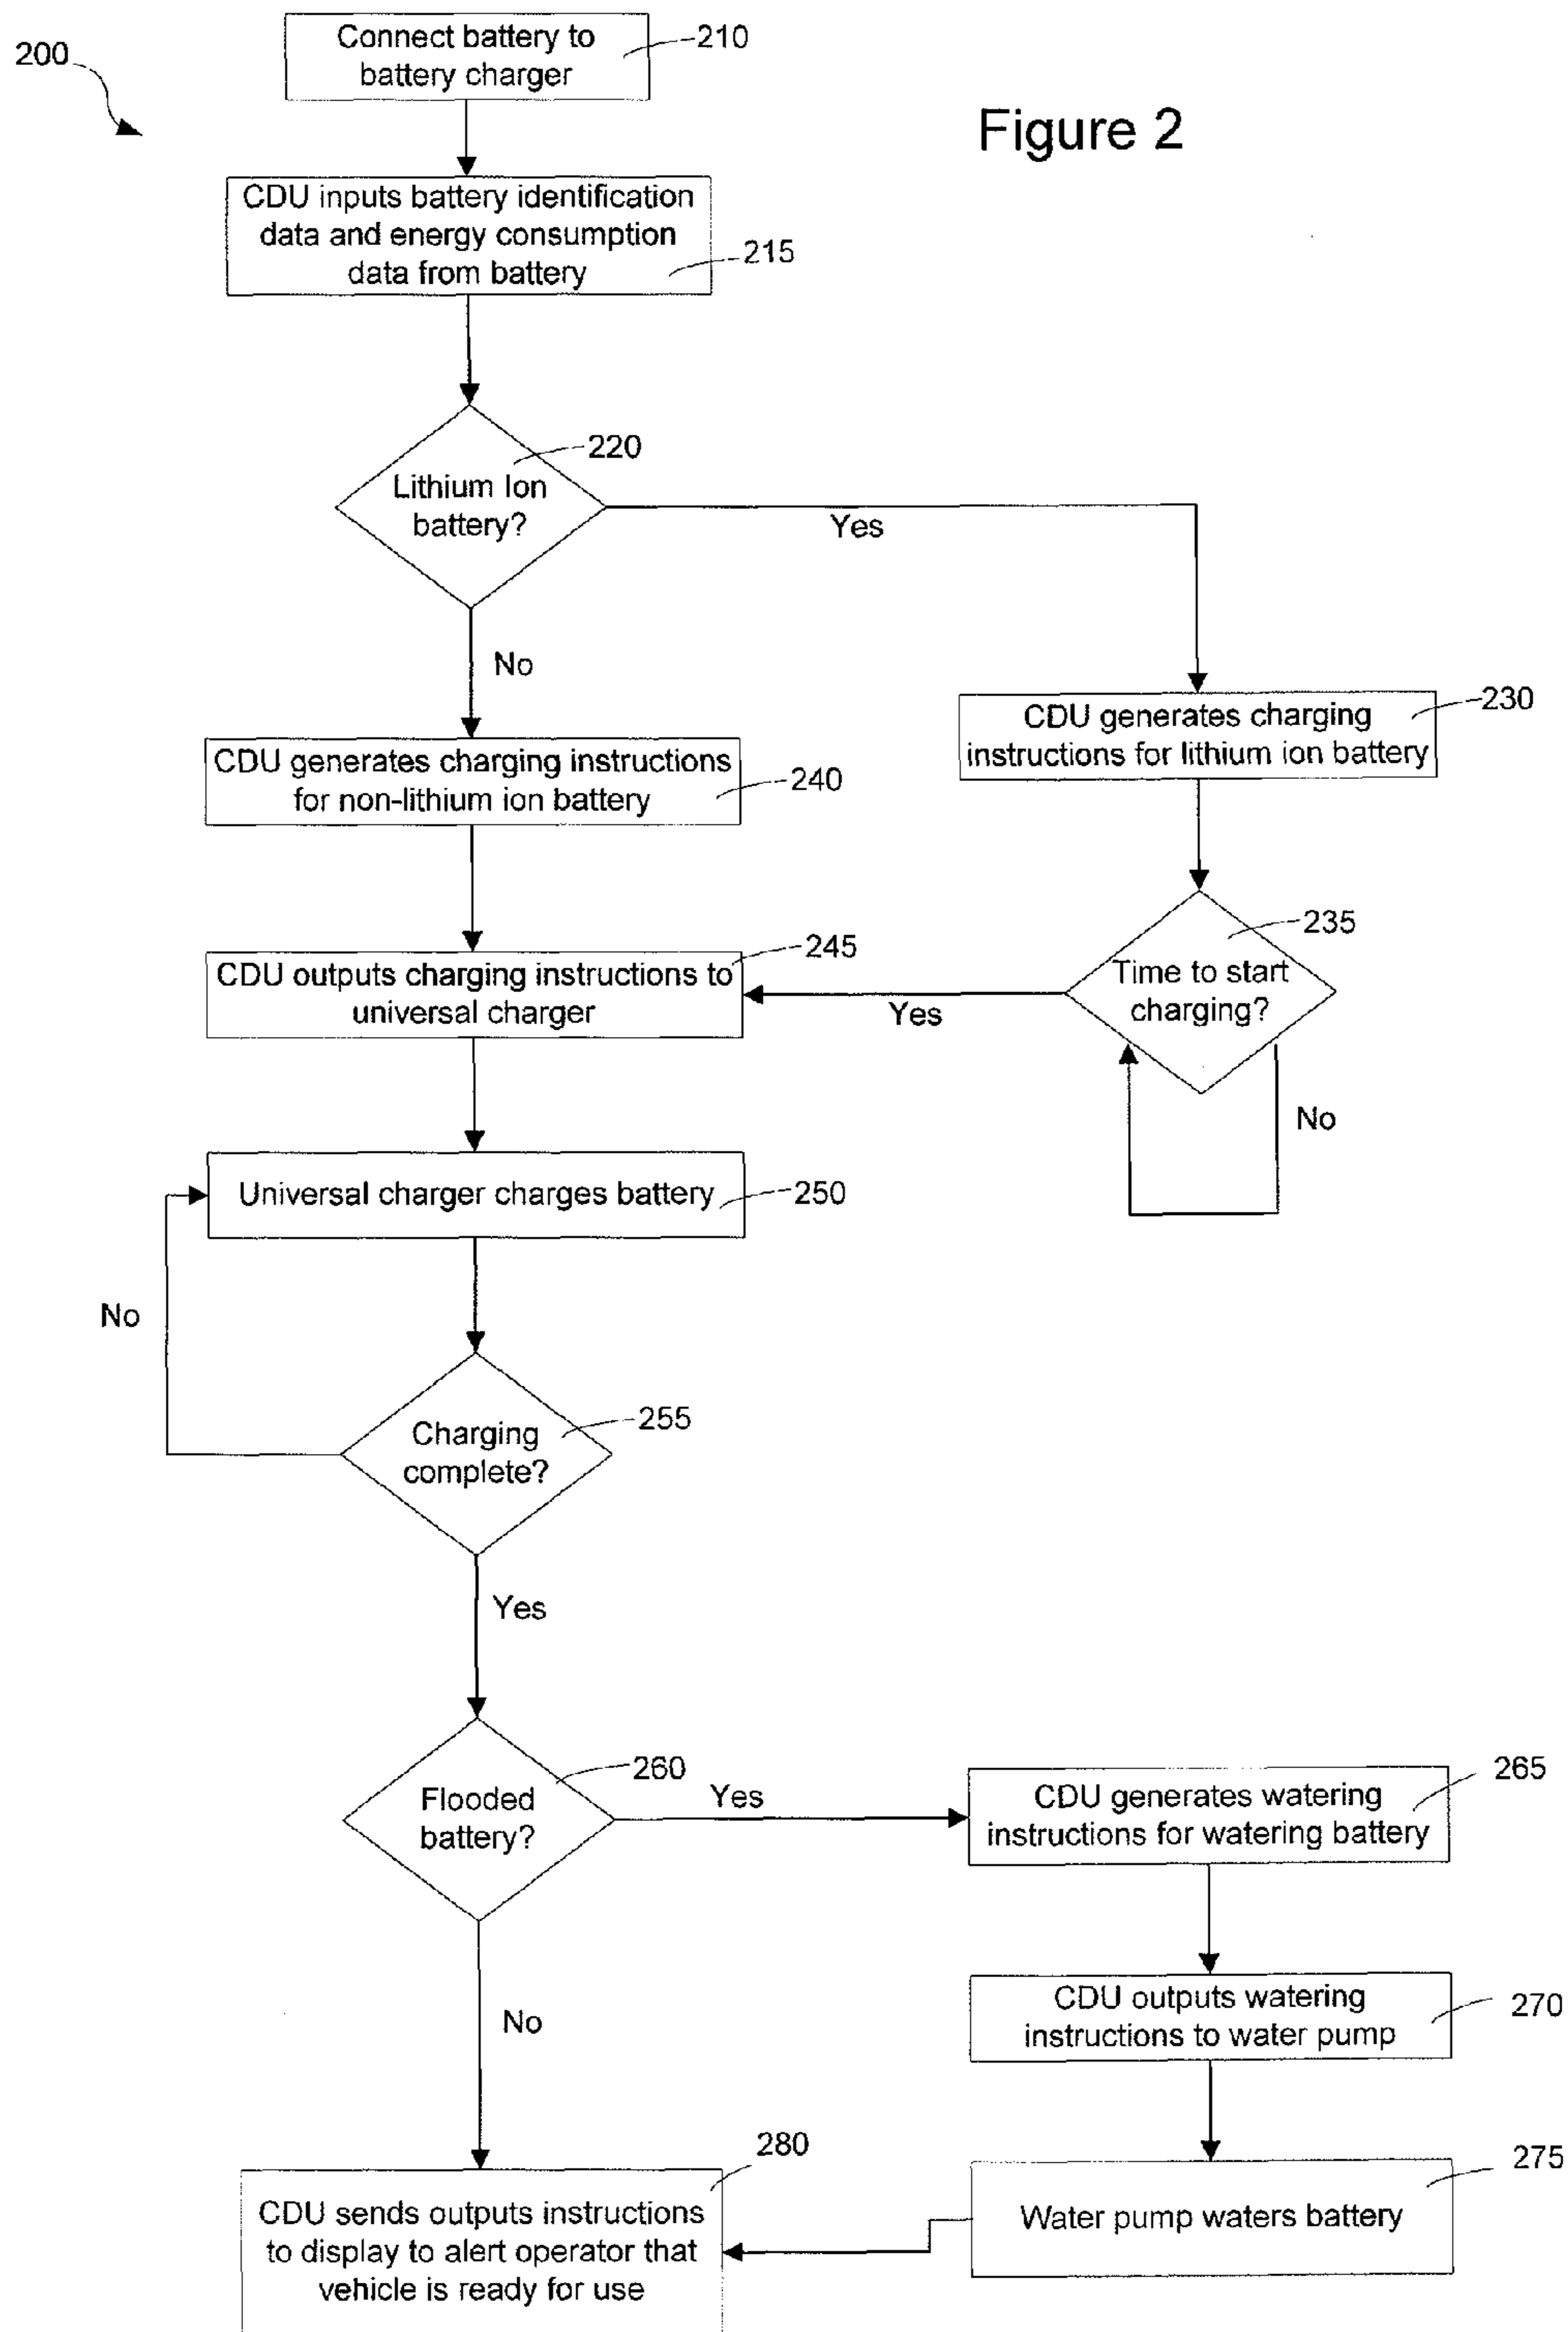 200
Connect battery to
battery charger
210
Figure 2
CDU inputs battery identification
data and energy consumption
data from battery
215
220
Lithium Ion
battery?
Yes
No
230
CDU generates charging
instructions for lithium ion battery
CDU generates charging instructions
for non-lithium ion battery
240
235
Time to start
charging?
245
CDU outputs charging instructions to
universal charger
Yes
No
Universal charger charges battery
250
No
255
Charging
complete?
Yes
260
Flooded
battery?
Yes
265
CDU generates watering
instructions for watering battery
No
CDU outputs watering
instructions to water pump
270
280
CDU sends outputs instructions
to display to alert operator that
vehicle is ready for use
275
Water pump waters battery